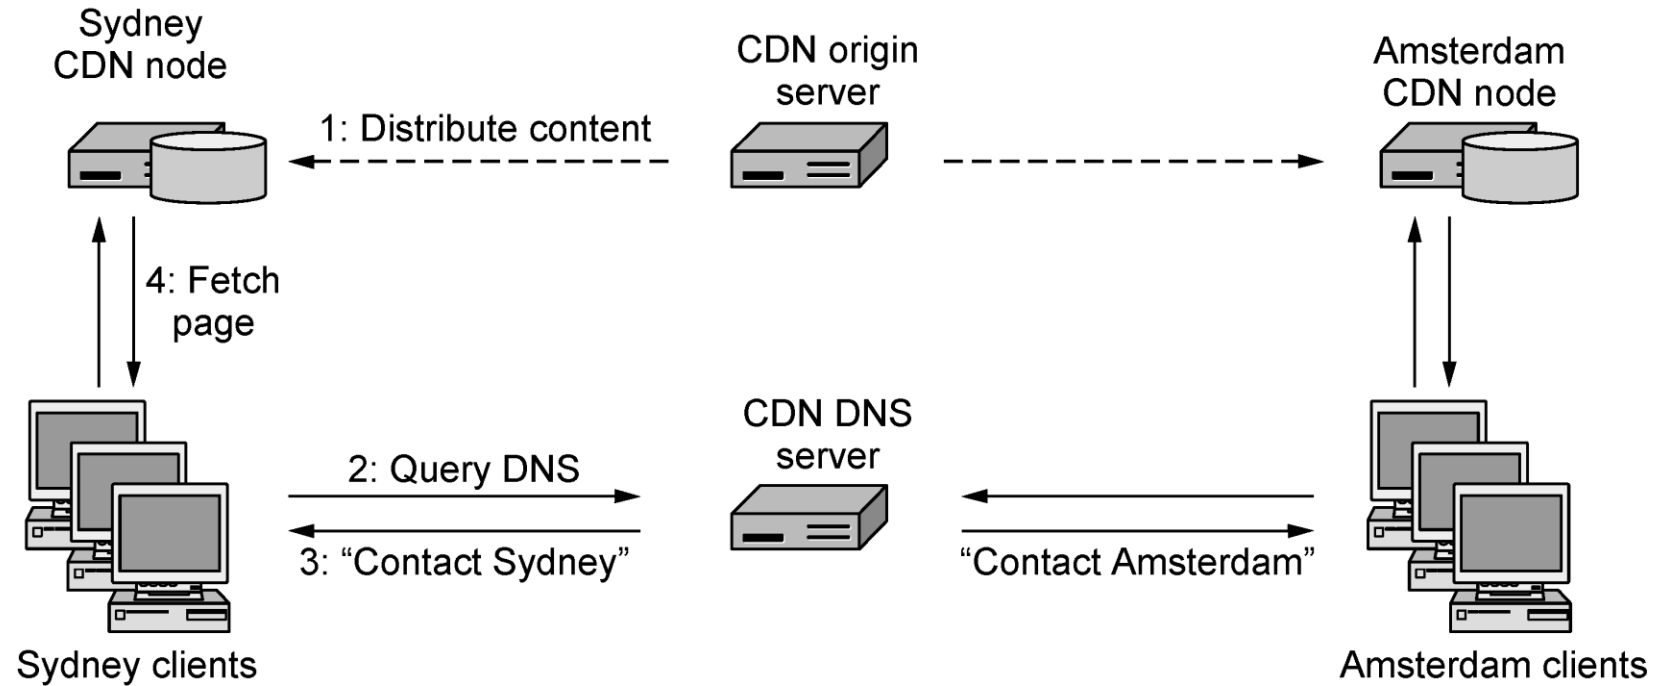 Sydney
CDN node
CDN origin
server
Amsterdam
CDN node
1: Distribute content
4: Fetch
page
CDN DNS
server
2: Query DNS
3: “Contact Sydney”
“Contact Amsterdam”
Sydney clients
Amsterdam clients